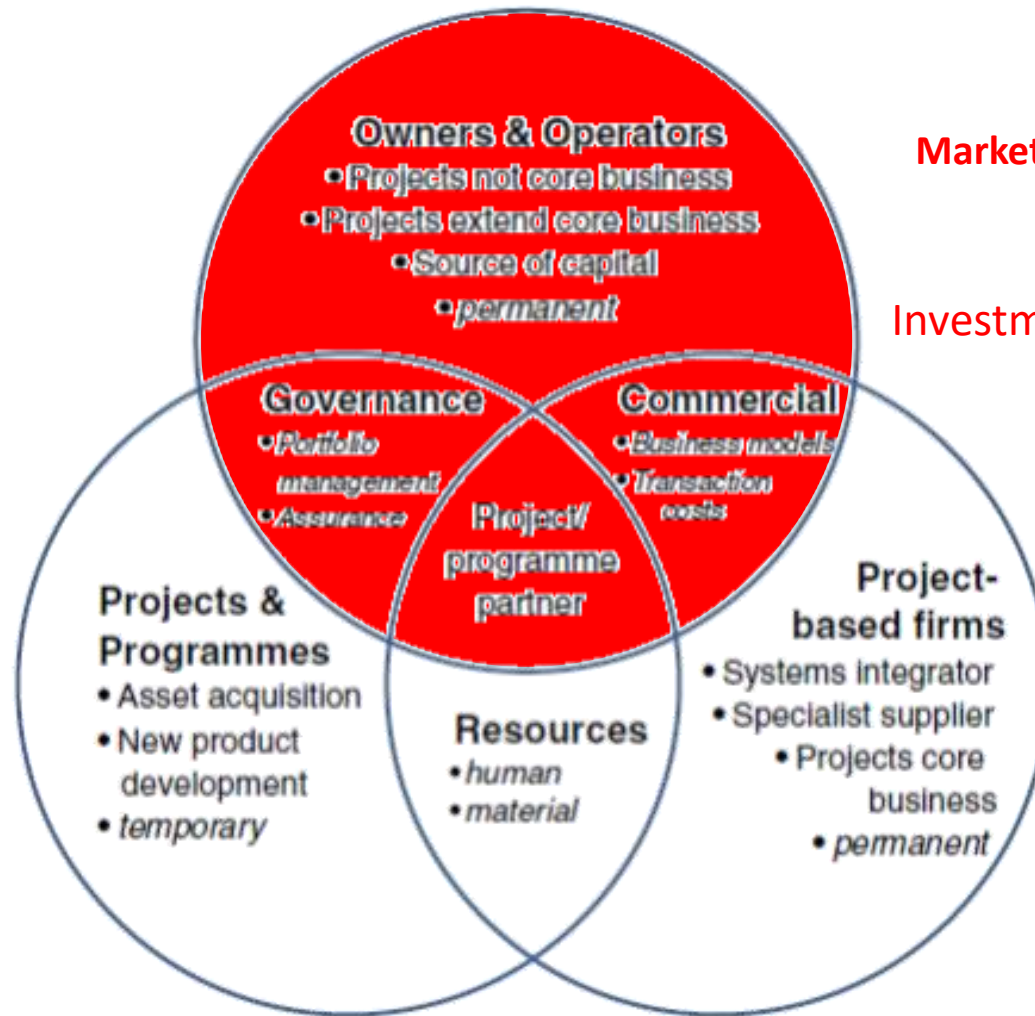 Owners & Operators
• Projects not core business
• Projects extend core business
• Source of capital
• permanent
Market
Investm
Governance
• Portfolio
management
• Assurance
Commercial
• Business models
• Transaction
costs
Project/
programme
partner
Projects &
Programmes
• Asset acquisition
• New product
development
• temporary
Resources
• human
• material
Project-
based firms
• Systems integrator
• Specialist supplier
• Projects core
business
• permanent